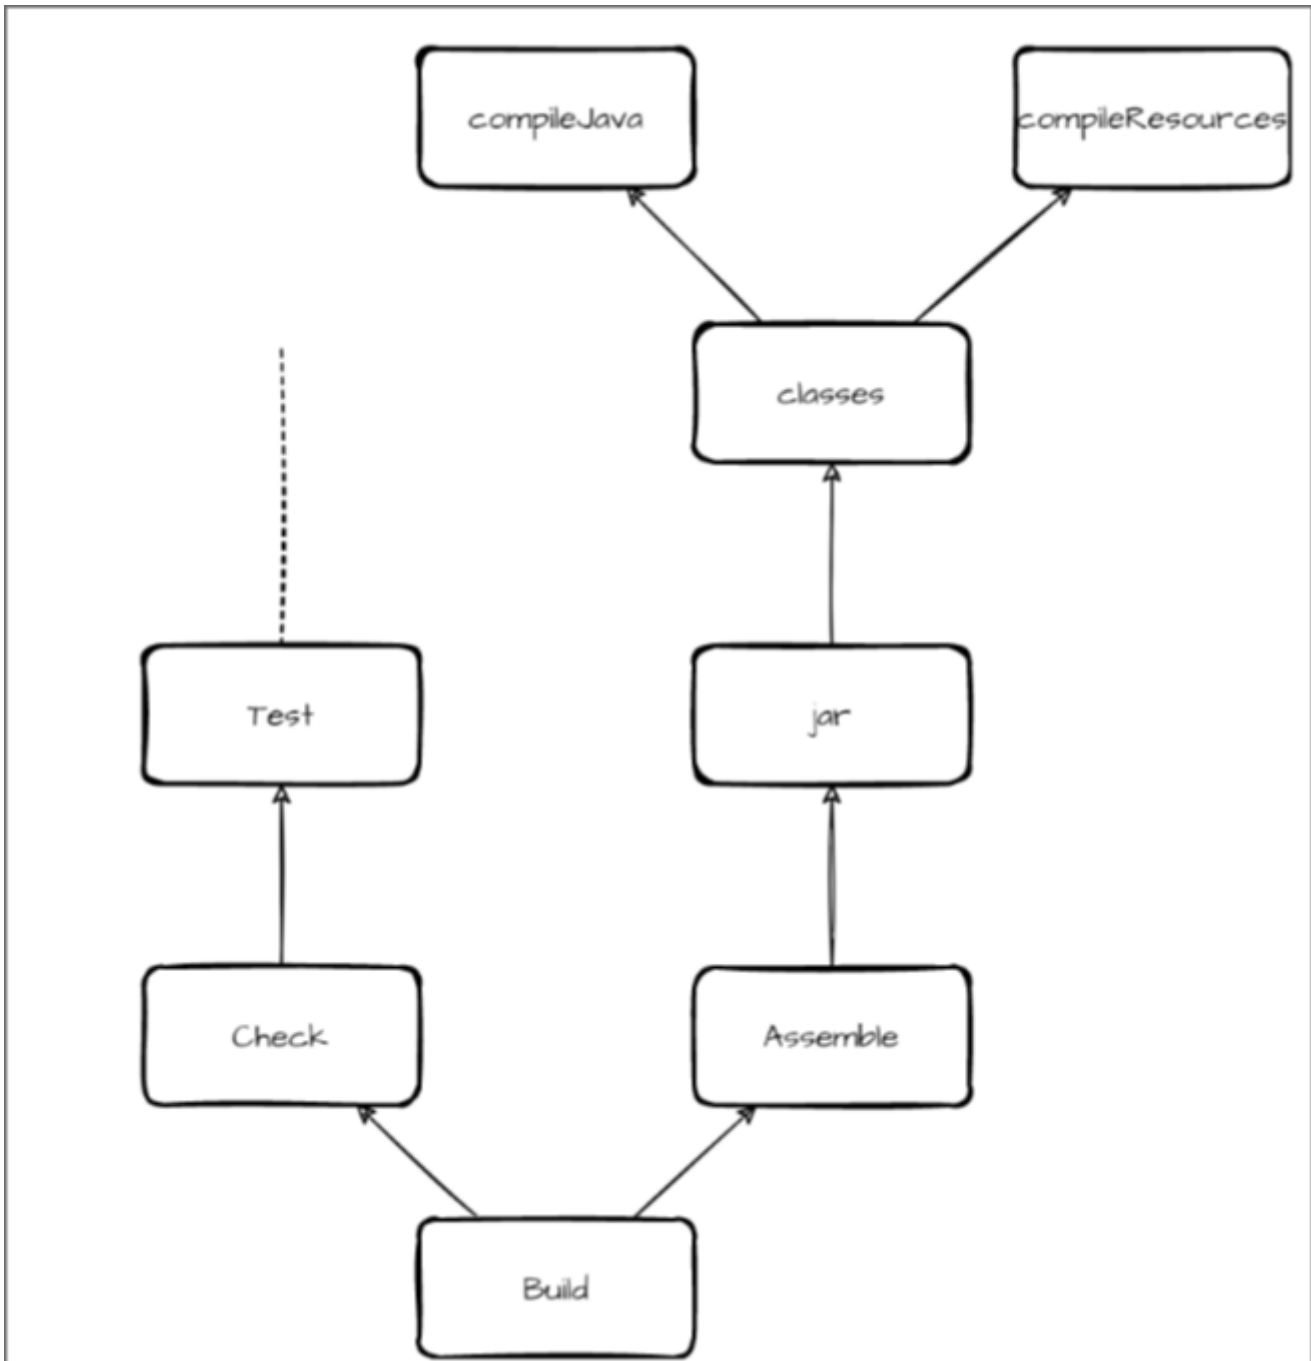 compileJava
compileResources
classes
Test
jar
Check
Assemble
Build